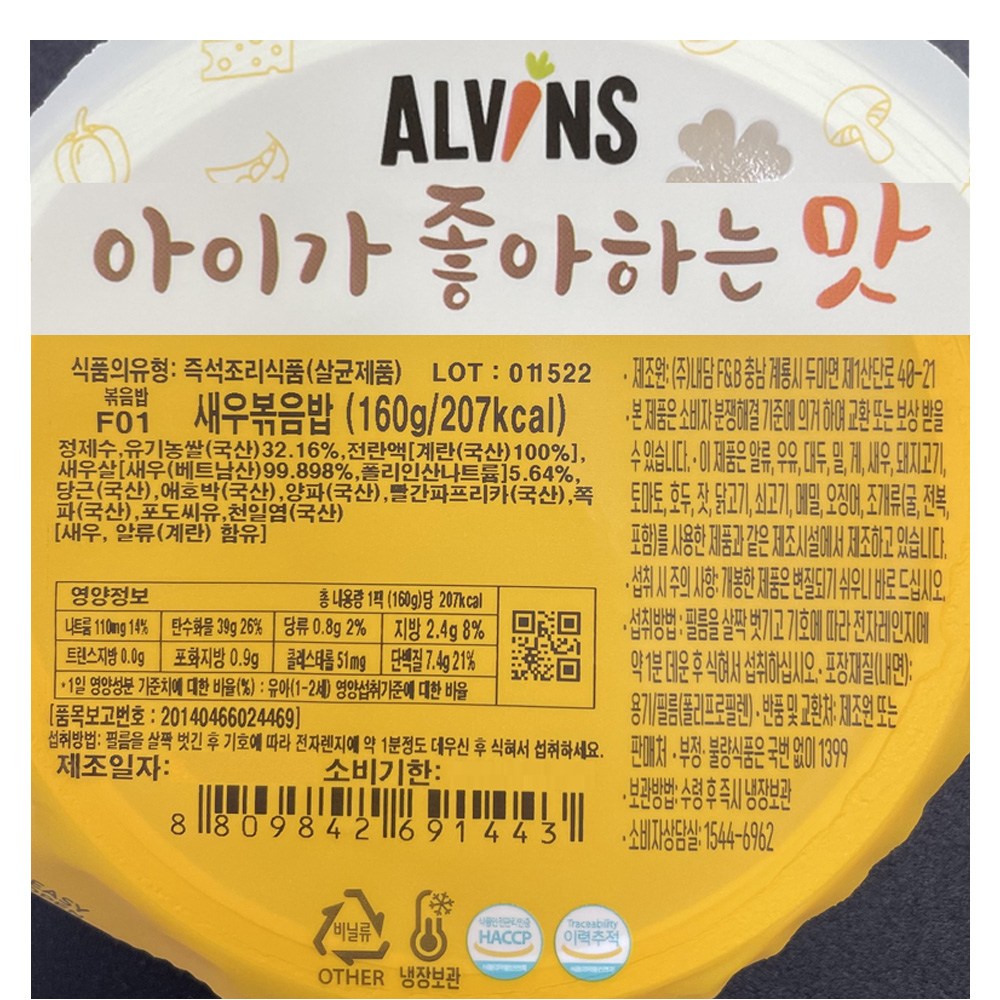 ALVINS
아이가 좋아하는 맛
식품의유형: 즉석조리식품(살균제품) LOT : 011522
볶음밥
F01 새우볶음밥 (160g/207kcal)
정제수,유기농쌀(국산)32.16%,전란액[계란(국산)100%],
새우살[새우(베트남산)99.898%,폴리인산나트륨]5.64%,
당근(국산),애호박(국산),양파(국산),빨간파프리카(국산),쪽
파(국산),포도씨유,천일염(국산)
[새우, 알류(계란) 함유]
영양정보 총 내용량 1팩 (160g)당 207kcal
나트륨 110mg 14% 탄수화물 39g 26% 당류 0.8g 2% 지방 2.4g 8%
트랜스지방 0.0g 포화지방 0.9g 콜레스테롤 51mg 단백질 7.4g 21%
*1일 영양성분 기준치에 대한 비율(%) : 유아(1-2세) 영양섭취기준에 대한 비율
[품목보고번호 : 20140466024469]
섭취방법: 필름을 살짝 벗긴 후 기호에 따라 전자렌지에 약 1분정도 데우신 후 식혀서 섭취하세요.
제조일자: 소비기한:
8 809842 691443
· 제조원: (주)내담 F&B 충남 계룡시 두마면 제1산단로 40-21
· 본 제품은 소비자 분쟁해결 기준에 의거 하여 교환 또는 보상 받을
수 있습니다. · 이 제품은 알류, 우유, 대두, 밀, 게, 새우, 돼지고기,
토마토, 호두, 잣, 닭고기, 쇠고기, 메밀, 오징어, 조개류(굴, 전복,
포함)를 사용한 제품과 같은 제조시설에서 제조하고 있습니다.
· 섭취 시 주의 사항: 개봉한 제품은 변질되기 쉬우니 바로 드십시오.
· 섭취방법 : 필름을 살짝 벗기고 기호에 따라 전자레인지에
약 1분 데운 후 식혀서 섭취하십시오. · 포장재질(내면):
용기/필름(폴리프로필렌) · 반품 및 교환처: 제조원 또는
판매처 · 부정· 불량식품은 국번 없이 1399
· 보관방법: 수령 후 즉시 냉장보관
· 소비자상담실: 1544-6962
EASY
비닐류
OTHER
냉장보관
HACCP
Traceability
이력추적